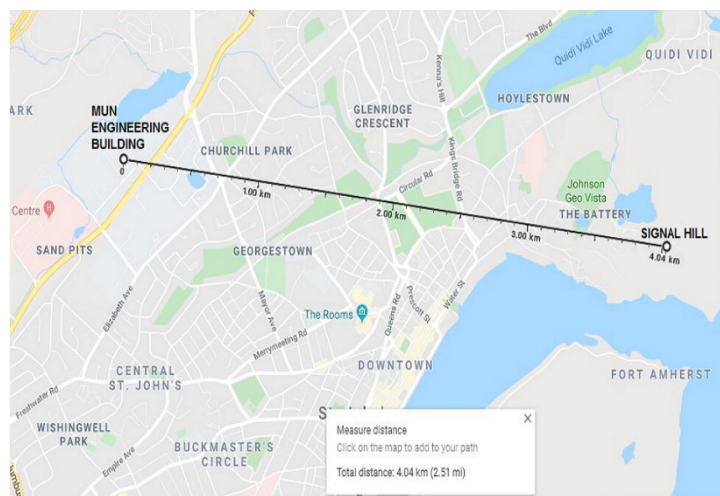 The Blvd
Quidi Vidi Lake
QUIDI VIDI
Kenna's Hill
ARK
MUN
ENGINEERING
BUILDING
GLENRIDGE
CRESCENT
HOYLESTOWN
0
CHURCHILL PARK
Circular Rd
Kings Bridge Rd
1.00 km
2.00 km
3.00 km
4.04 km
Johnson
Geo Vista
THE BATTERY
SIGNAL HILL
Centre
H
SAND PITS
GEORGESTOWN
Elizabeth Ave
Mayor Ave
The Rooms
Merrymeeting Rd
Queens Rd
Prescott St
Water St
CENTRAL
ST. JOHN'S
DOWNTOWN
FORT AMHERST
Freshwater Rd
WISHINGWELL
PARK
Empire Ave
BUCKMASTER'S
CIRCLE
Measure distance
X
Click on the map to add to your path
Total distance: 4.04 km (2.51 mi)